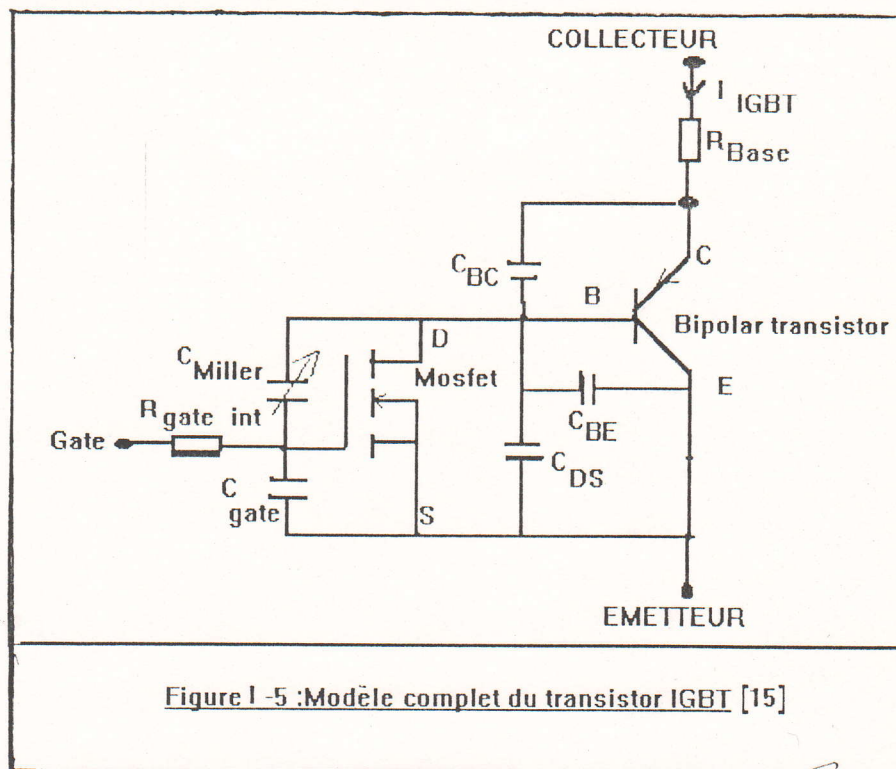 COLLECTEUR
I IGBT
R Base
C BC
C
B
Bipolar transistor
D
C Miller
Mosfet
E
R gate int
C BE
Gate
C DS
C gate
S
EMETTEUR
Figure I -5 :Modèle complet du transistor IGBT [15]